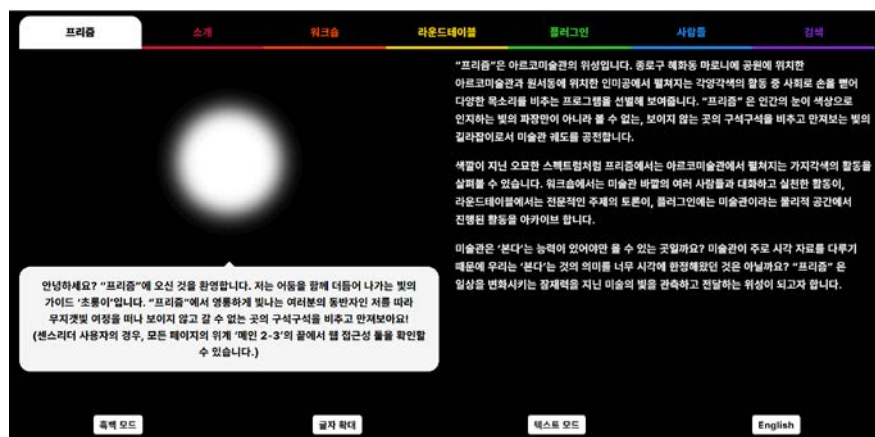 프리즘
소개
워크숍
라운드테이블
플러그인
사람들
검색
“프리즘”은 아르코미술관의 위성입니다. 종로구 혜화동 마로니에 공원에 위치한
아르코미술관과 원서동에 위치한 인미공에서 펼쳐지는 각양각색의 활동 중 사회로 손을 뻗어
다양한 목소리를 비추는 프로그램을 선별해 보여줍니다. “프리즘” 은 인간의 눈이 색상으로
인지하는 빛의 파장만이 아니라 볼 수 없는, 보이지 않는 곳의 구석구석을 비추고 만져보는 빛의
길라잡이로서 미술관 궤도를 공전합니다.
색깔이 지닌 오묘한 스펙트럼처럼 프리즘에서는 아르코미술관에서 펼쳐지는 가지각색의 활동을
살펴볼 수 있습니다. 워크숍에서는 미술관 바깥의 여러 사람들과 대화하고 실천한 활동이,
라운드테이블에서는 전문적인 주제의 토론이, 플러그인에는 미술관이라는 물리적 공간에서
진행된 활동을 아카이브 합니다.
미술관은 ‘본다’는 능력이 있어야만 올 수 있는 곳일까요? 미술관이 주로 시각 자료를 다루기
때문에 우리는 ‘본다’는 것의 의미를 너무 시각에 한정해왔던 것은 아닐까요? “프리즘” 은
일상을 변화시키는 잠재력을 지닌 미술의 빛을 관측하고 전달하는 위성이 되고자 합니다.
안녕하세요? “프리즘”에 오신 것을 환영합니다. 저는 어둠을 함께 더듬어 나가는 빛의
가이드 ‘초롱이’입니다. “프리즘”에서 영롱하게 빛나는 여러분의 동반자인 저를 따라
무지갯빛 여정을 떠나 보이지 않고 갈 수 없는 곳의 구석구석을 비추고 만져보아요!
(센스리더 사용자의 경우, 모든 페이지의 위계 ‘메인 2-3’의 끝에서 웹 접근성 툴을 확인할
수 있습니다.)
흑백 모드
글자 확대
텍스트 모드
English